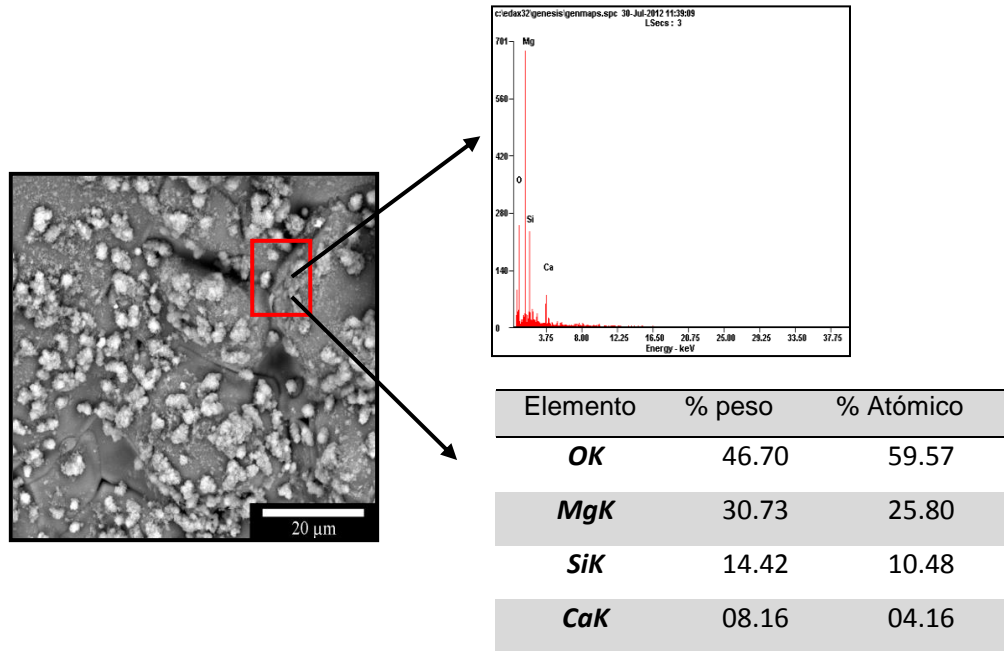 c:\edax32\genesis\genmaps.spc 30-Jul-2012 11:39:09
LSecs : 3
701
Mg
560
420
O
280
Si
Ca
140
0
3.75 8.00 12.25 16.50 20.75 25.00 29.25 33.50 37.75
Energy - keV
20 µm
Elemento % peso % Atómico
OK 46.70 59.57
MgK 30.73 25.80
SiK 14.42 10.48
CaK 08.16 04.16